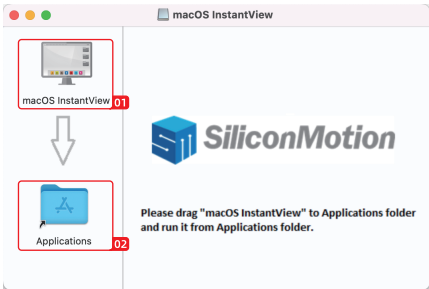 macOS InstantView
macOS InstantView
01
SiliconMotion
Please drag "macOS InstantView" to Applications folder
and run it from Applications folder.
Applications
02